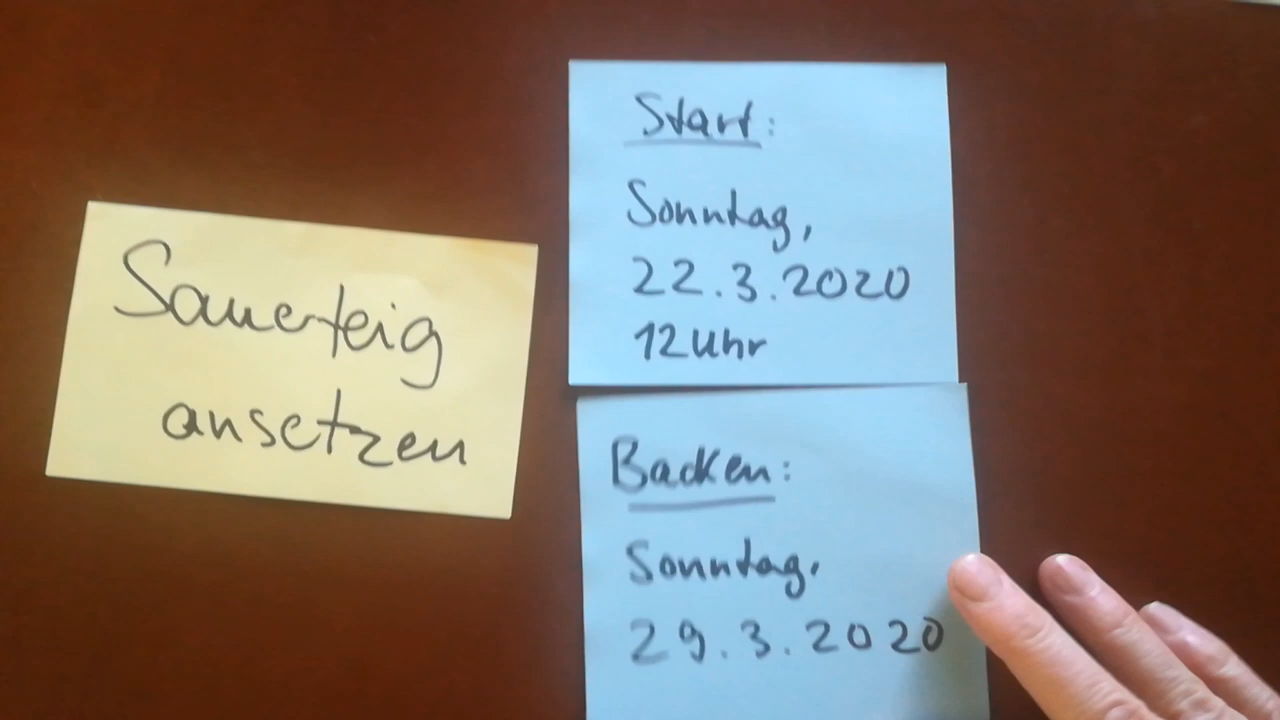 Sauerteig
ansetzen
Start:
Sonntag,
22.3.2020
12 Uhr
Backen:
Sonntag,
29.3.2020